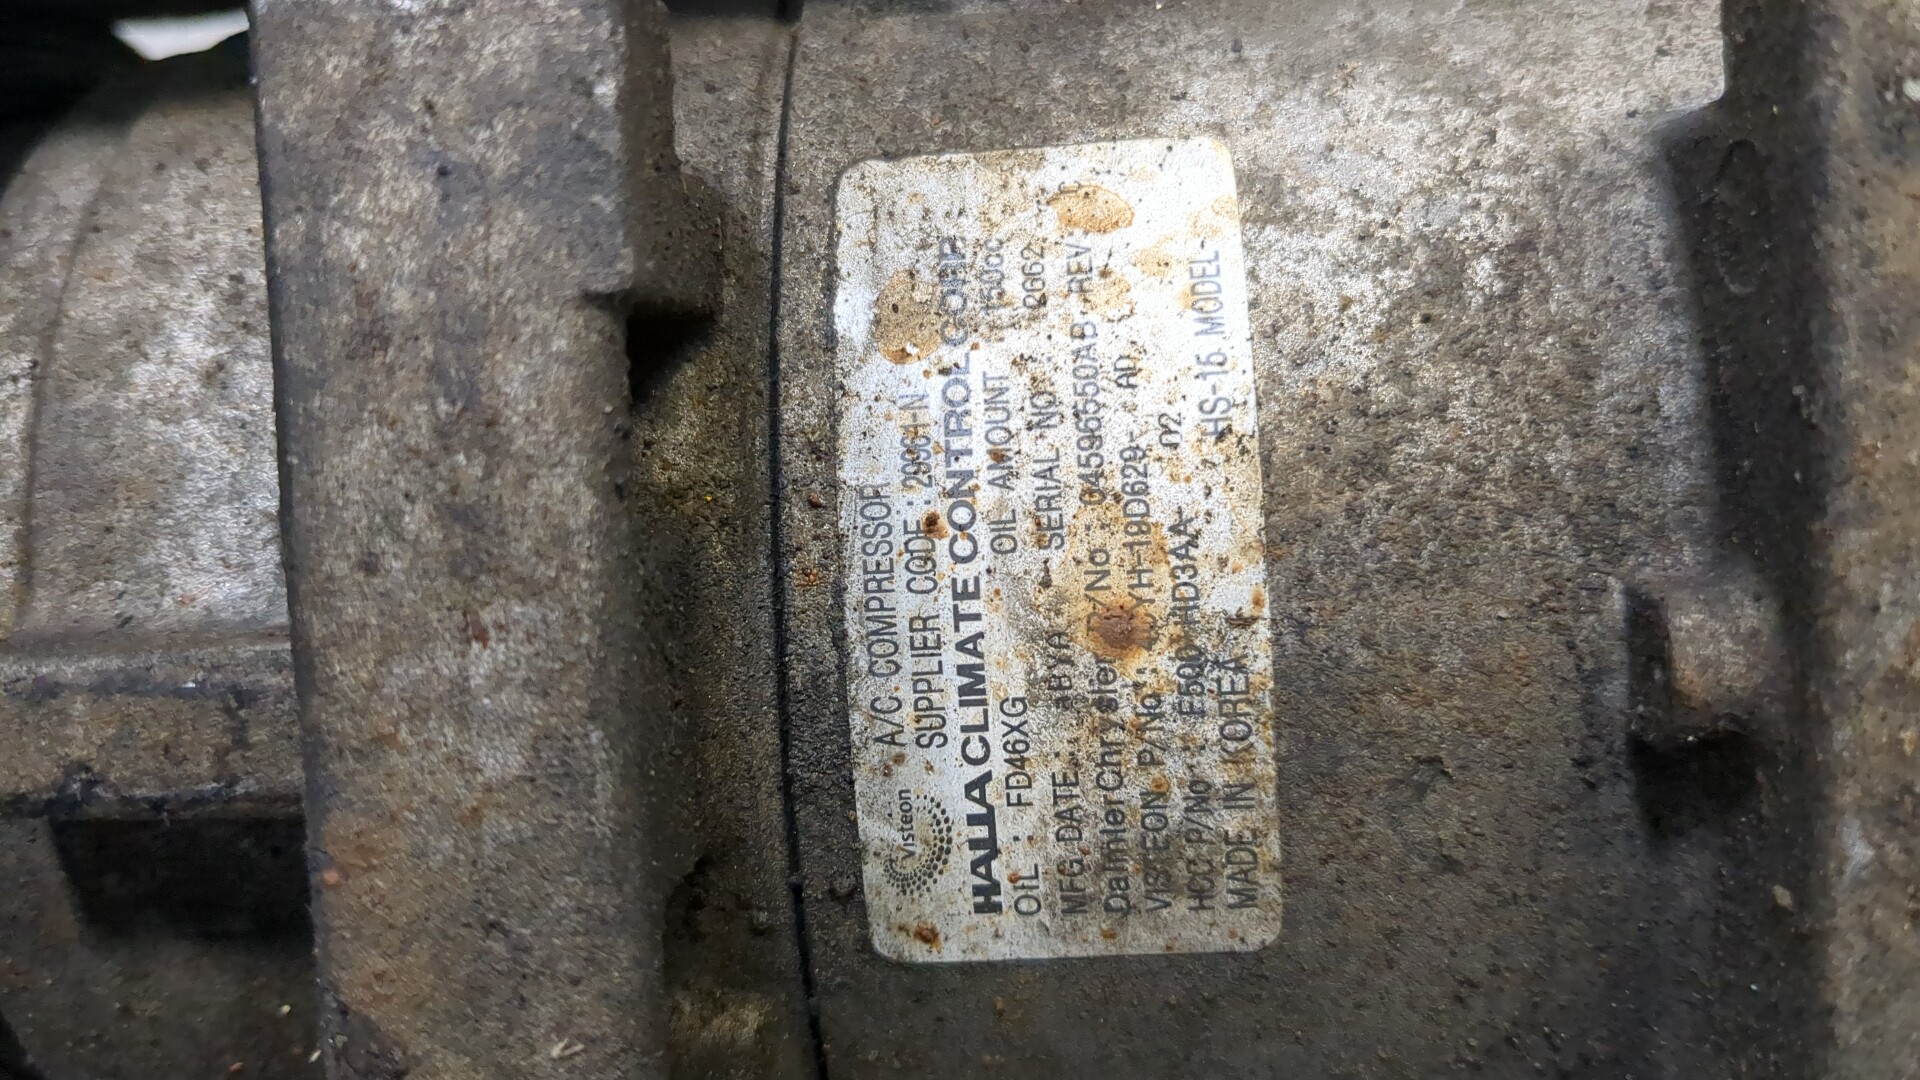 Visteon
A/C COMPRESSOR
SUPPLIER CODE
HALLA CLIMATE CONTROL CORP.
OIL : FD46XG OIL AMOUNT : 150cc
MFG.DATE : SERIAL NO :
DaimlerChrysler P/No : 04596550AB REV
VISTEON P/No : AD
HCC P/No : 02
MADE IN KOREA HS-15 MODEL